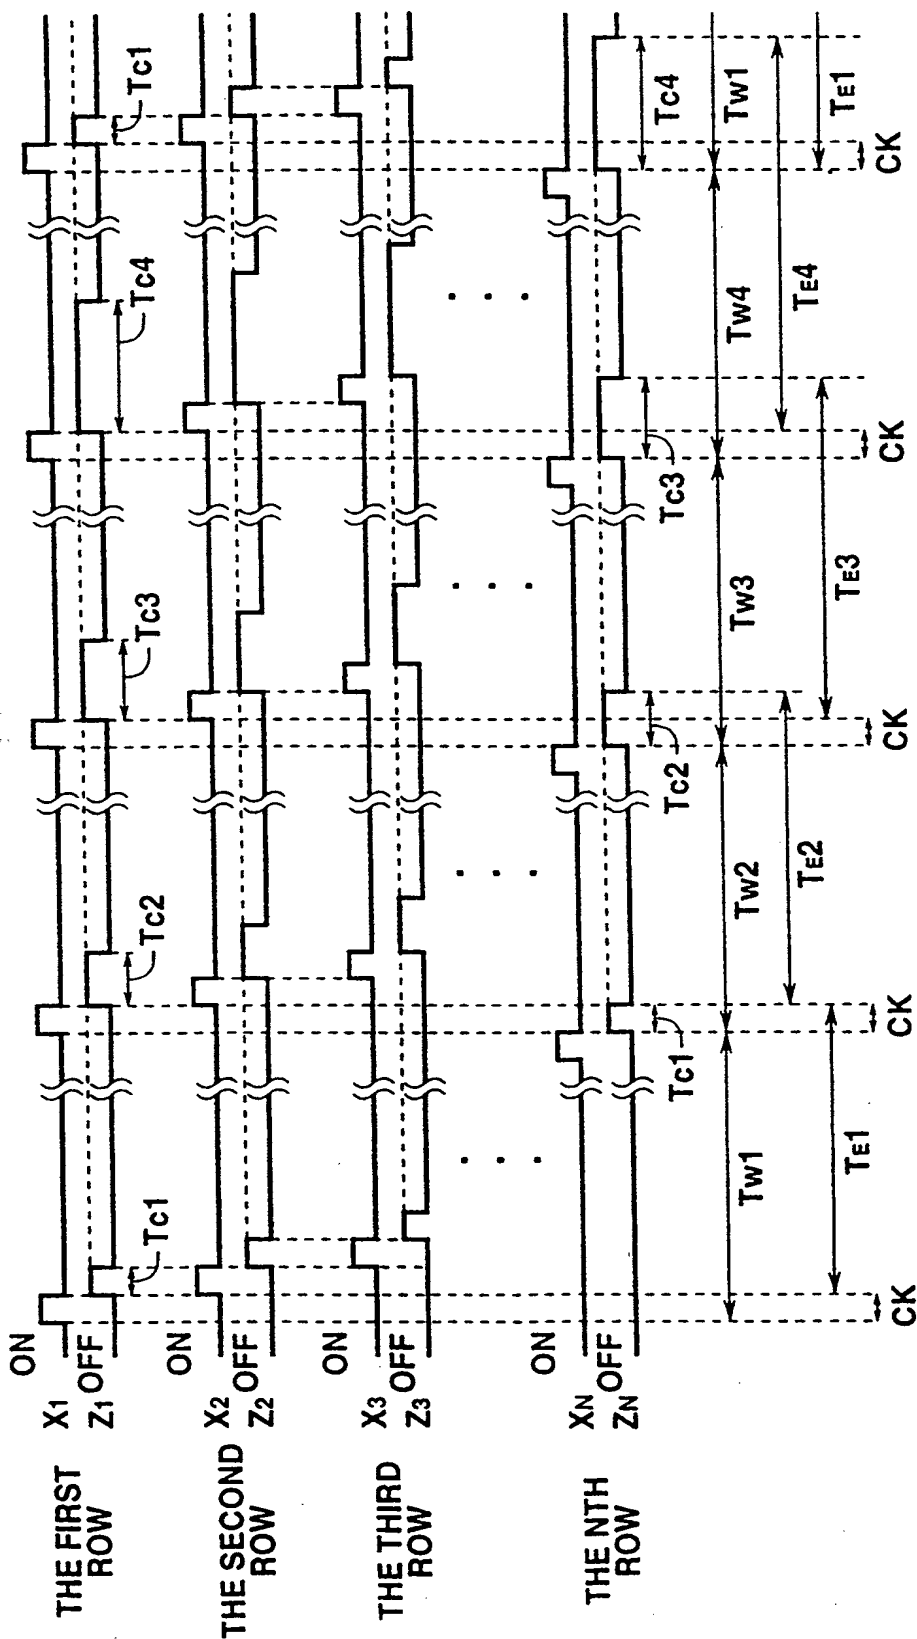 THE FIRST
ROW
X1
Z1
ON
OFF
Tc1
Tc2
Tc3
Tc4
Tc1
THE SECOND
ROW
X2
Z2
ON
OFF
THE THIRD
ROW
X3
Z3
ON
OFF
THE NTH
ROW
XN
ZN
ON
OFF
Tc1
Tc2
Tc3
Tc4
Tw1
Tw2
Tw3
Tw4
Tw1
TE2
TE4
TE1
TE3
TE1
CK
CK
CK
CK
CK